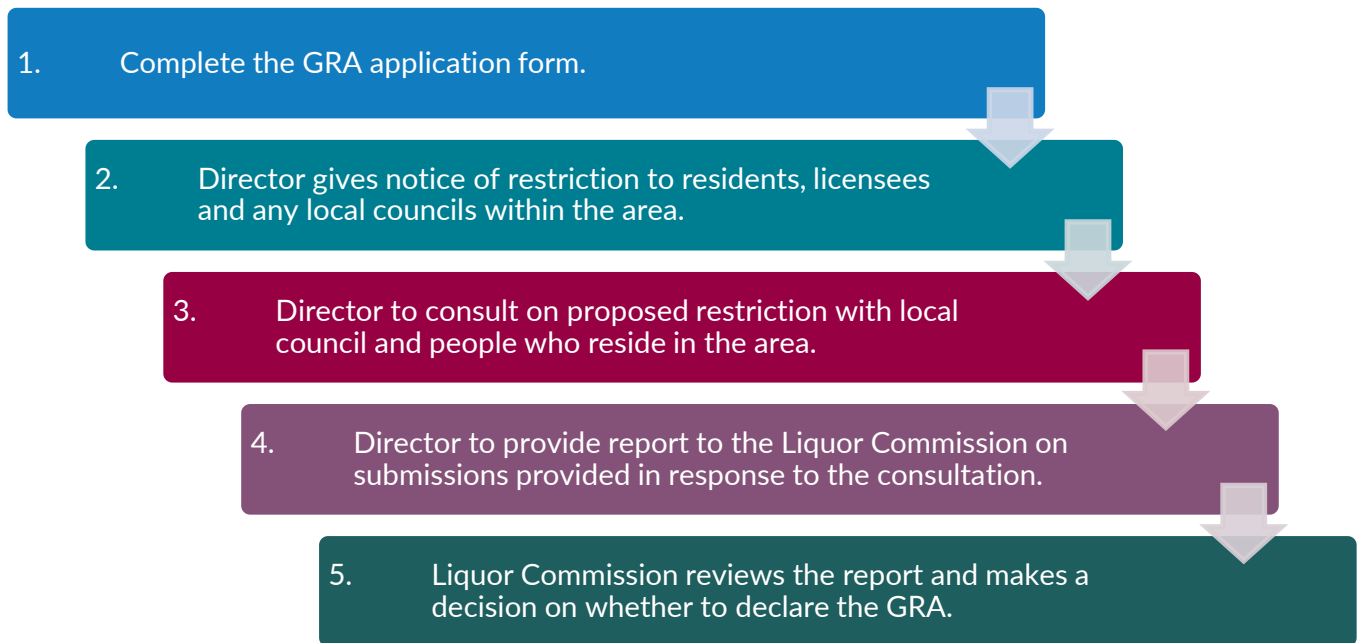 1. Complete the GRA application form.
2. Director gives notice of restriction to residents, licensees
and any local councils within the area.
3. Director to consult on proposed restriction with local
council and people who reside in the area.
4. Director to provide report to the Liquor Commission on
submissions provided in response to the consultation.
5. Liquor Commission reviews the report and makes a
decision on whether to declare the GRA.